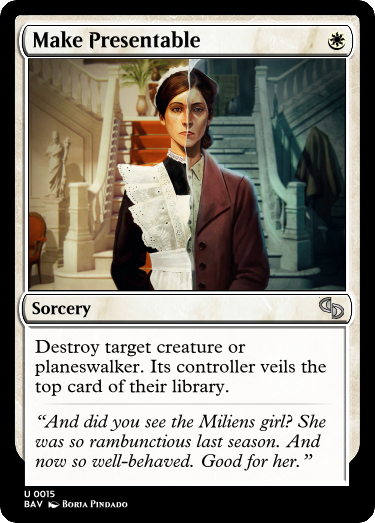 Make Presentable
Sorcery
Destroy target creature or
planeswalker. Its controller veils the
top card of their library.
“And did you see the Miliens girl? She
was so rambunctious last season. And
now so well-behaved. Good for her.”
U 0015
BAV Borja Pindado